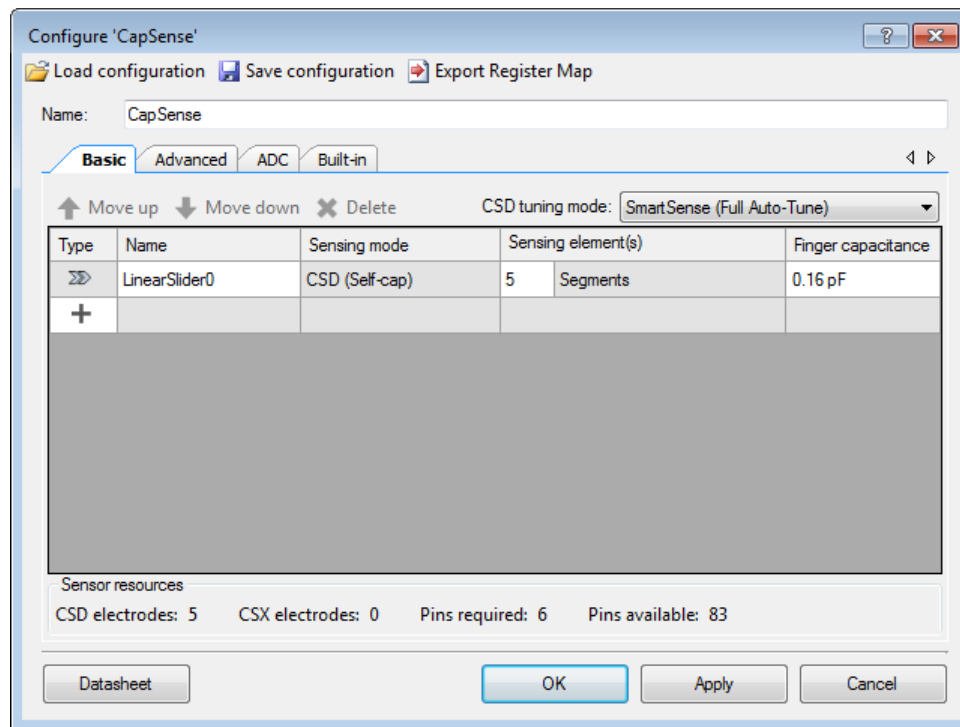 Configure 'CapSense'
Load configuration Save configuration Export Register Map
Name: CapSense
Basic Advanced ADC Built-in
Move up Move down Delete CSD tuning mode: SmartSense (Full Auto-Tune)
Type Name Sensing mode Sensing element(s) Finger capacitance
LinearSlider0 CSD (Self-cap) 5 Segments 0.16 pF
Sensor resources
CSD electrodes: 5 CSX electrodes: 0 Pins required: 6 Pins available: 83
Datasheet OK Apply Cancel